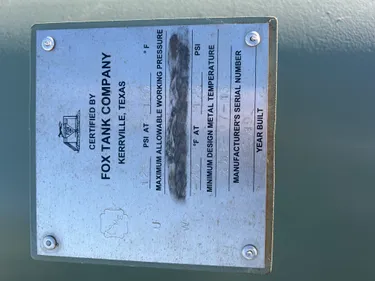 CERTIFIED BY
FOX TANK COMPANY
KERRVILLE, TEXAS
PSI AT °F
MAXIMUM ALLOWABLE WORKING PRESSURE
°F AT PSI
MINIMUM DESIGN METAL TEMPERATURE
MANUFACTURER'S SERIAL NUMBER
YEAR BUILT